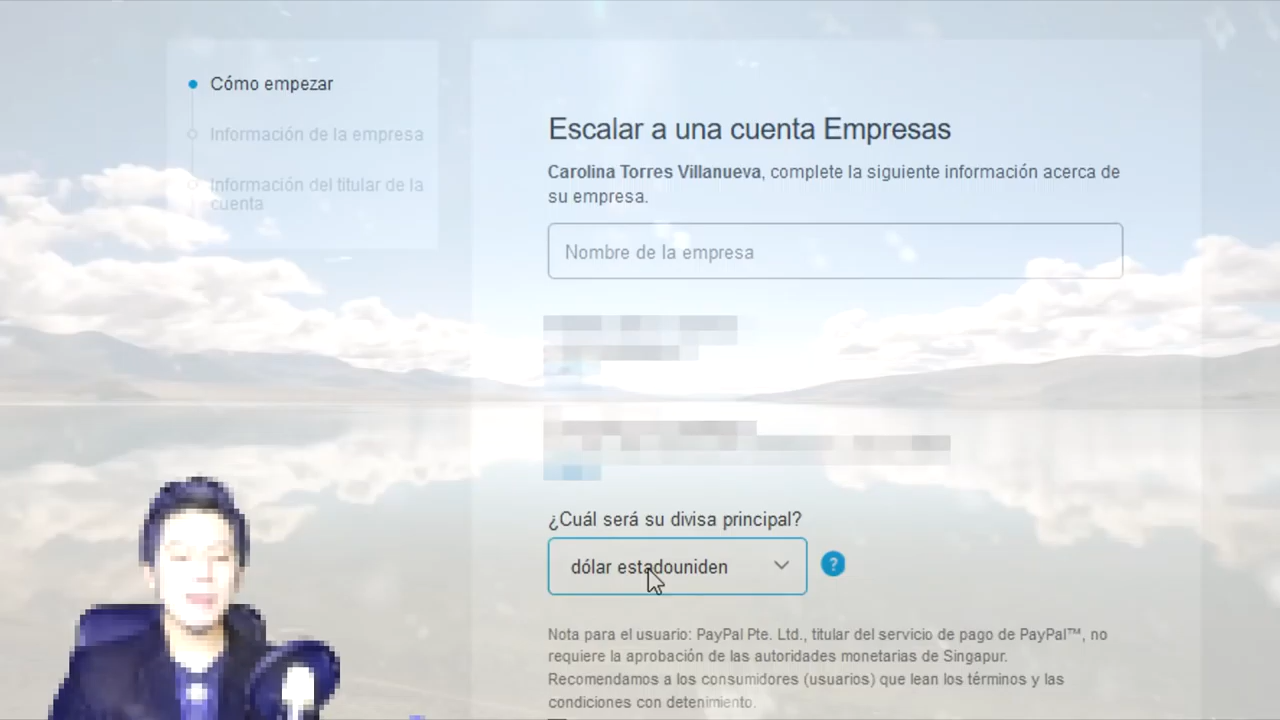 Cómo empezar
Información de la empresa
Información del titular de la
cuenta
Escalar a una cuenta Empresas
Carolina Torres Villanueva, complete la siguiente información acerca de
su empresa.
Nombre de la empresa
¿Cuál será su divisa principal?
dólar estadouniden
?
Nota para el usuario: PayPal Pte. Ltd., titular del servicio de pago de PayPal™, no
requiere la aprobación de las autoridades monetarias de Singapur.
Recomendamos a los consumidores (usuarios) que lean los términos y las
condiciones con detenimiento.